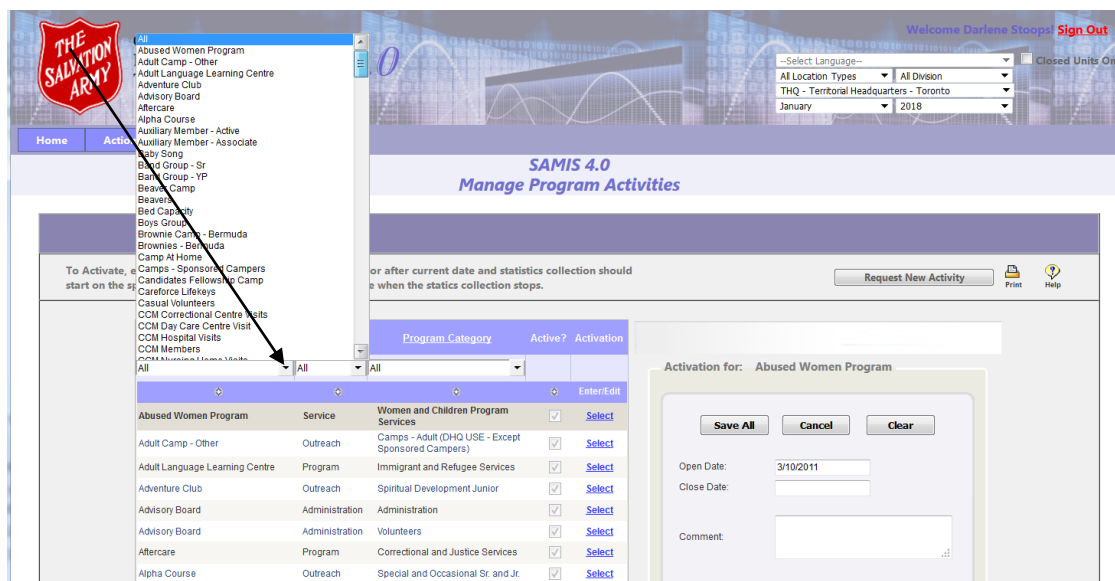 THE
SALVATION
ARMY
.0
Welcome Darlene Stoops! Sign Out
--Select Language--
Closed Units On
All Location Types All Division
THQ - Territorial Headquarters - Toronto
January 2018
Home Actio
SAMIS 4.0
Manage Program Activities
All
Abused Women Program
Adult Camp - Other
Adult Language Learning Centre
Adventure Club
Advisory Board
Aftercare
Alpha Course
Auxiliary Member - Active
Auxiliary Member - Associate
Baby Song
Band Group - Sr
Band Group - YP
Beaver Camp
Beavers
Bed Capacity
Boys Group
Brownie Camp - Bermuda
Brownies - Bermuda
Camp At Home
Camps - Sponsored Campers
Candidates Fellowship Camp
Careforce Lifekeys
Casual Volunteers
CCM Correctional Centre Visits
CCM Day Care Centre Visit
CCM Hospital Visits
CCM Members
CCM Nursing Home Visits
To Activate, e or after current date and statistics collection should
start on the sp e when the statics collection stops.
Request New Activity
Print
Help
Program Category Active? Activation
All All All
Enter/Edit
Abused Women Program Service Women and Children Program Services Select
Adult Camp - Other Outreach Camps - Adult (DHQ USE - Except Sponsored Campers) Select
Adult Language Learning Centre Program Immigrant and Refugee Services Select
Adventure Club Outreach Spiritual Development Junior Select
Advisory Board Administration Administration Select
Advisory Board Administration Volunteers Select
Aftercare Program Correctional and Justice Services Select
Alpha Course Outreach Special and Occasional Sr. and Jr. Select
Activation for: Abused Women Program
Save All Cancel Clear
Open Date: 3/10/2011
Close Date:
Comment: